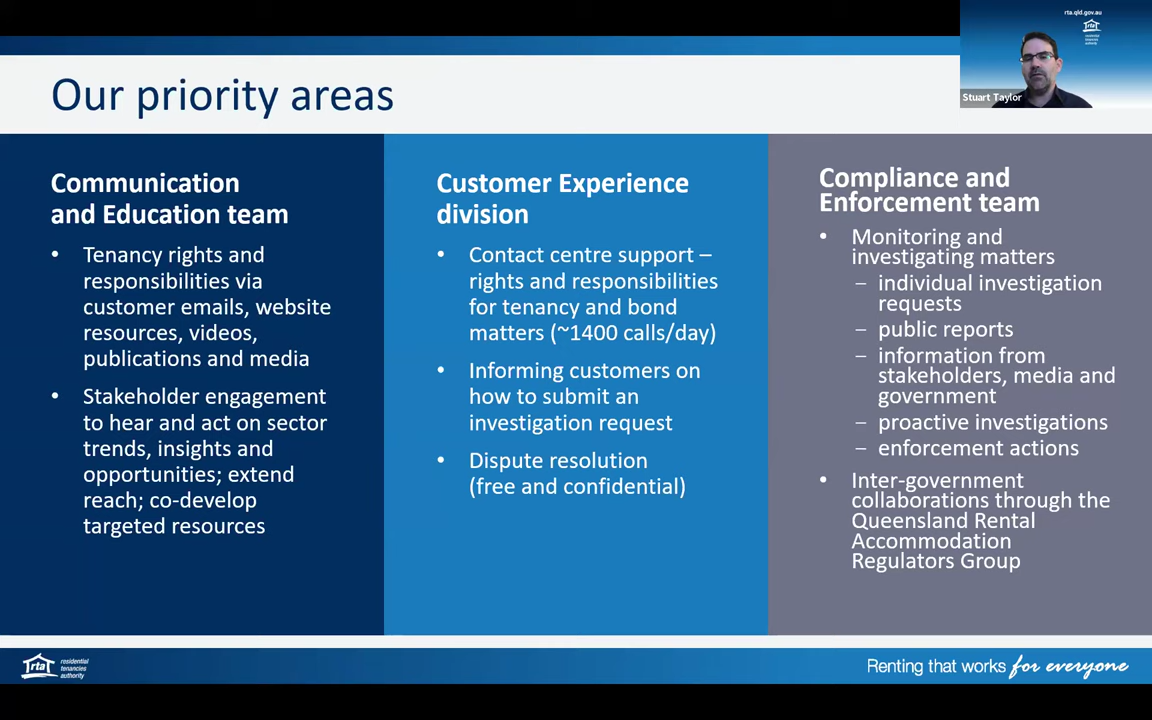 rta.qld.gov.au
rta
residential
tenancies
authority
Stuart Taylor
Our priority areas
Communication
and Education team
• Tenancy rights and
responsibilities via
customer emails, website
resources, videos,
publications and media
• Stakeholder engagement
to hear and act on sector
trends, insights and
opportunities; extend
reach; co-develop
targeted resources
Customer Experience
division
• Contact centre support –
rights and responsibilities
for tenancy and bond
matters (~1400 calls/day)
• Informing customers on
how to submit an
investigation request
• Dispute resolution
(free and confidential)
Compliance and
Enforcement team
• Monitoring and
investigating matters
– individual investigation
requests
– public reports
– information from
stakeholders, media and
government
– proactive investigations
– enforcement actions
• Inter-government
collaborations through the
Queensland Rental
Accommodation
Regulators Group
rta
residential
tenancies
authority
Renting that works for everyone